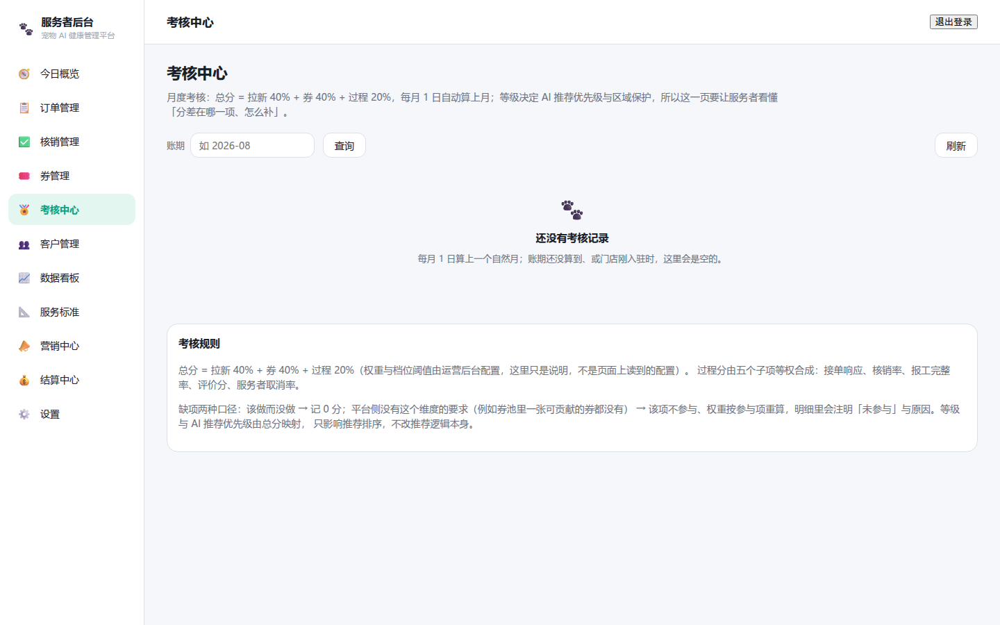 服务者后台
宠物 AI 健康管理平台
今日概览
订单管理
核销管理
券管理
考核中心
客户管理
数据看板
服务标准
营销中心
结算中心
设置
考核中心
退出登录
考核中心
月度考核：总分 = 拉新 40% + 券 40% + 过程 20%，每月 1 日自动算上月；等级决定 AI 推荐优先级与区域保护，所以这一页要让服务者看懂
「分差在哪一项、怎么补」。
账期
如 2026-08
查询
刷新
还没有考核记录
每月 1 日算上一个自然月；账期还没算到、或门店刚入驻时，这里会是空的。
考核规则
总分 = 拉新 40% + 券 40% + 过程 20%（权重与档位阈值由运营后台配置，这里只是说明，不是页面上读到的配置）。 过程分由五个子项等权合成：接单响应、核销率、报工完整
率、评价分、服务者取消率。
缺项两种口径：该做而没做 → 记 0 分；平台侧没有这个维度的要求（例如券池里一张可贡献的券都没有） → 该项不参与、权重按参与项重算，明细里会注明「未参与」与原因。等级
与 AI 推荐优先级由总分映射， 只影响推荐排序，不改推荐逻辑本身。